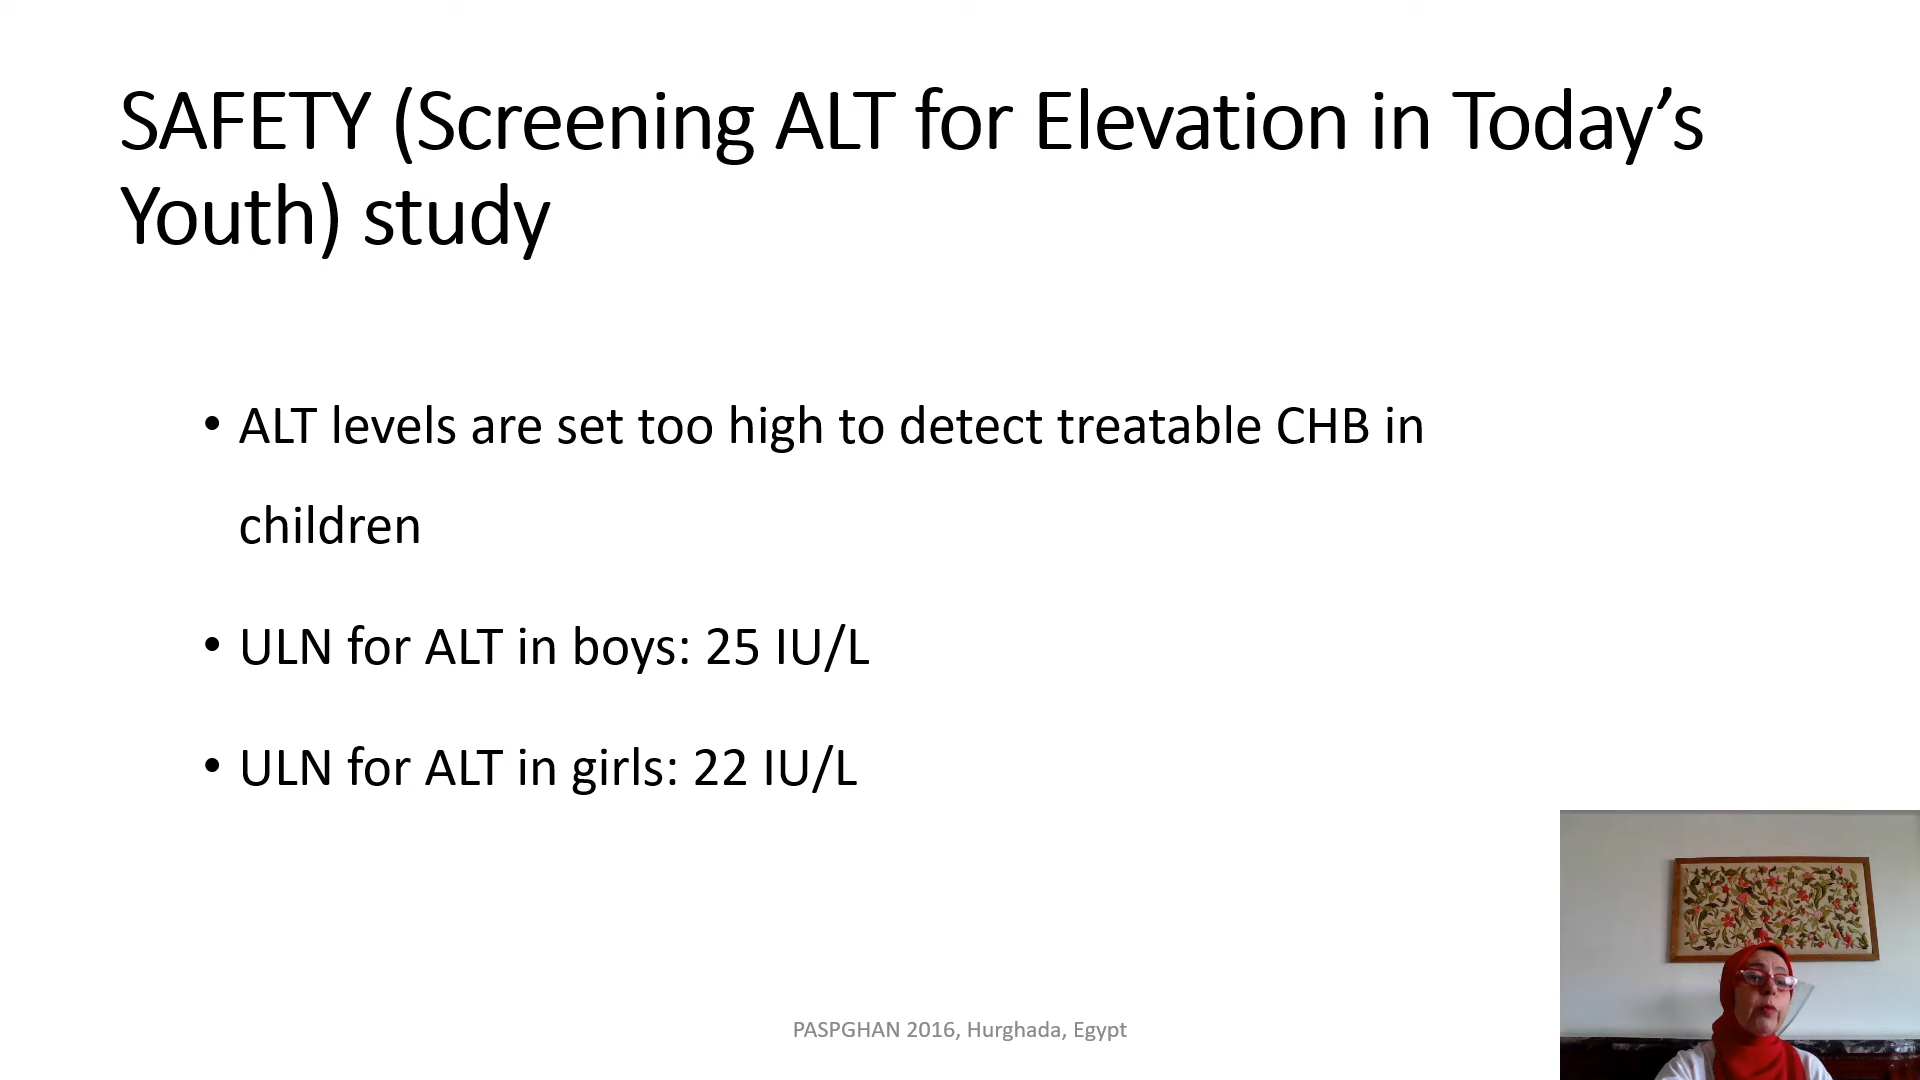 SAFETY (Screening ALT for Elevation in Today’s
Youth) study
• ALT levels are set too high to detect treatable CHB in
children
• ULN for ALT in boys: 25 IU/L
• ULN for ALT in girls: 22 IU/L
PASPGHAN 2016, Hurghada, Egypt